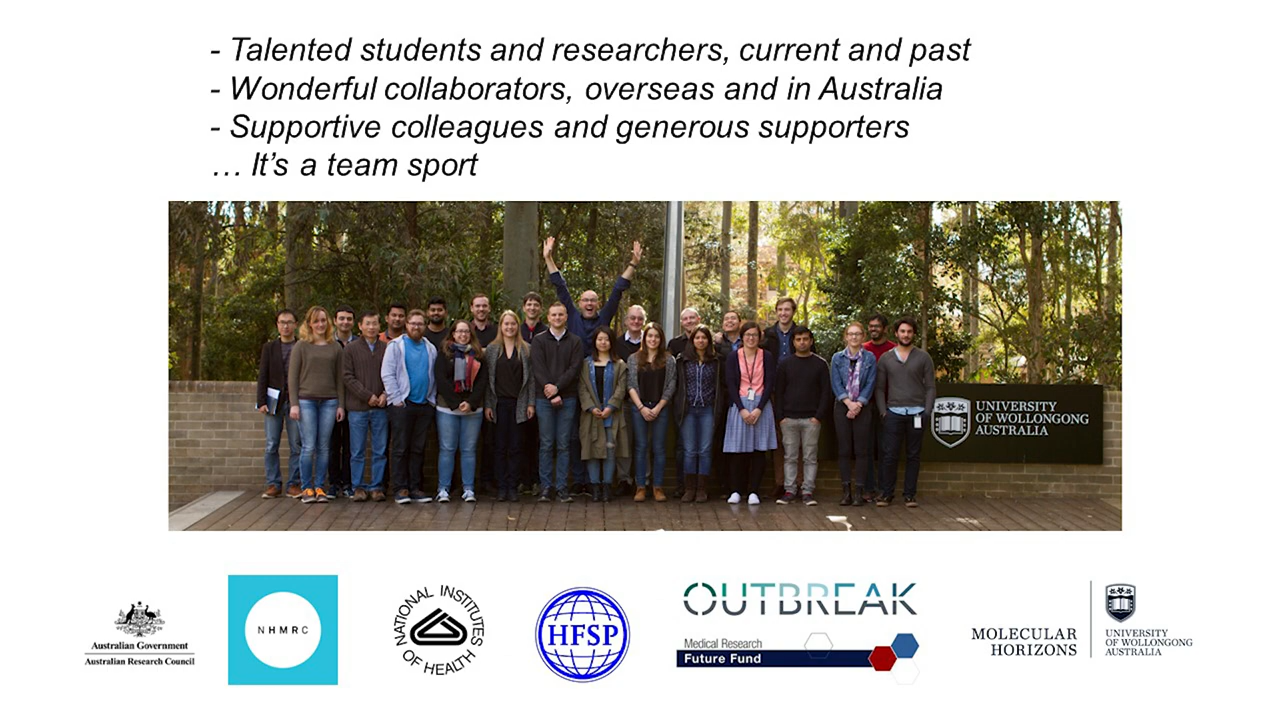 - Talented students and researchers, current and past
- Wonderful collaborators, overseas and in Australia
- Supportive colleagues and generous supporters
… It’s a team sport
UNIVERSITY
OF WOLLONGONG
AUSTRALIA
Australian Government
Australian Research Council
NHMRC
NATIONAL INSTITUTES
OF HEALTH
HFSP
OUTBREAK
Medical Research
Future Fund
MOLECULAR
HORIZONS
UNIVERSITY
OF WOLLONGONG
AUSTRALIA